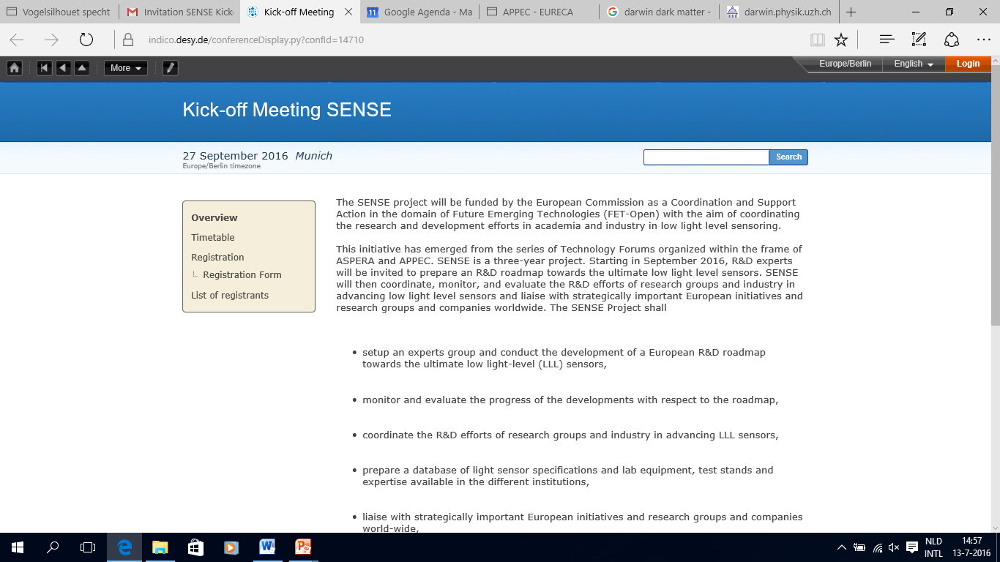 Vogelsilhouet specht
Invitation SENSE Kick
Kick-off Meeting
11 Google Agenda - Ma
APPEC - EURECA
darwin dark matter -
darwin.physik.uzh.ch
indico.desy.de/conferenceDisplay.py?confId=14710
More
Europe/Berlin
English
Login
Kick-off Meeting SENSE
27 September 2016 Munich
Europe/Berlin timezone
Search
Overview
Timetable
Registration
Registration Form
List of registrants
The SENSE project will be funded by the European Commission as a Coordination and Support
Action in the domain of Future Emerging Technologies (FET-Open) with the aim of coordinating
the research and development efforts in academia and industry in low light level sensoring.
This initiative has emerged from the series of Technology Forums organized within the frame of
ASPERA and APPEC. SENSE is a three-year project. Starting in September 2016, R&D experts
will be invited to prepare an R&D roadmap towards the ultimate low light level sensors. SENSE
will then coordinate, monitor, and evaluate the R&D efforts of research groups and industry in
advancing low light level sensors and liaise with strategically important European initiatives and
research groups and companies worldwide. The SENSE Project shall
• setup an experts group and conduct the development of a European R&D roadmap
towards the ultimate low light-level (LLL) sensors,
• monitor and evaluate the progress of the developments with respect to the roadmap,
• coordinate the R&D efforts of research groups and industry in advancing LLL sensors,
• prepare a database of light sensor specifications and lab equipment, test stands and
expertise available in the different institutions,
• liaise with strategically important European initiatives and research groups and companies
world-wide,
NLD
INTL
14:57
13-7-2016